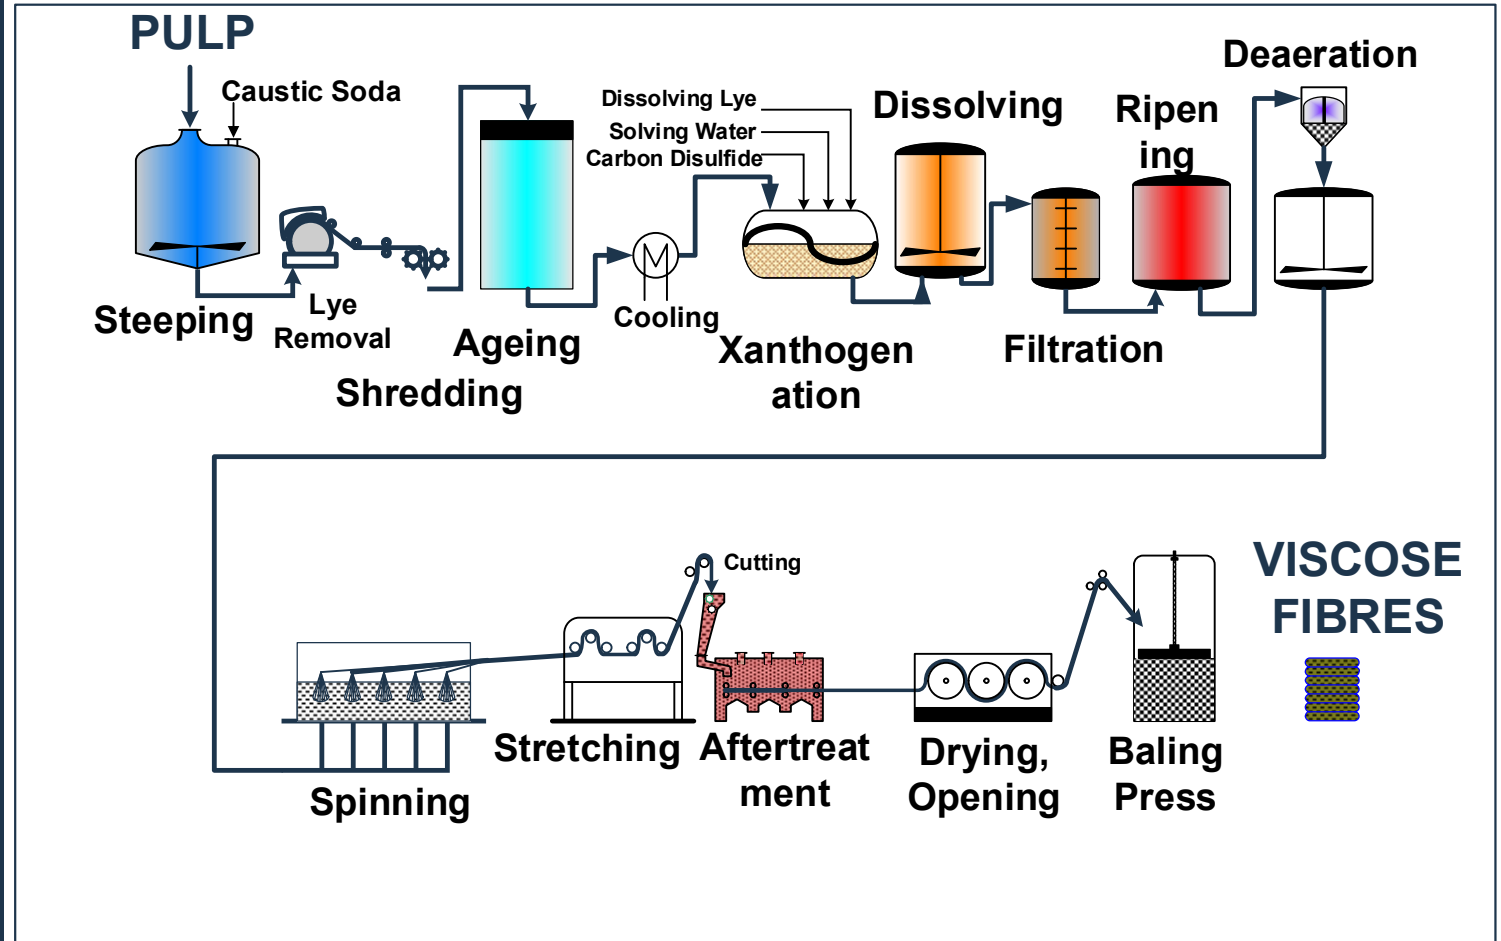 PULP
Caustic Soda
Steeping
Lye
Removal
Shredding
Ageing
Cooling
Dissolving Lye
Solving Water
Carbon Disulfide
Xanthogen
ation
Dissolving
Filtration
Ripen
ing
Deaeration
Spinning
Stretching
Cutting
Aftertreat
ment
Drying,
Opening
Baling
Press
VISCOSE
FIBRES